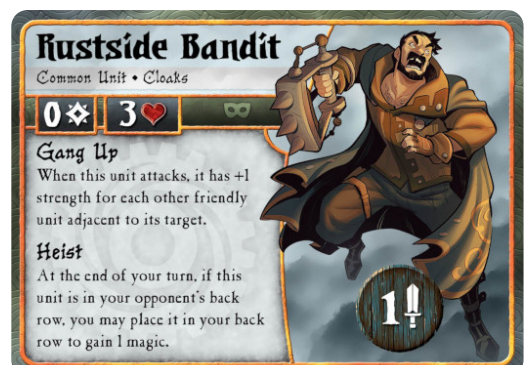 Rustside Bandit
Common Unit • Cloaks
0 3
Gang Up
When this unit attacks, it has +1
strength for each other friendly
unit adjacent to its target.
Heist
At the end of your turn, if this
unit is in your opponent's back
row, you may place it in your back
row to gain 1 magic.
1